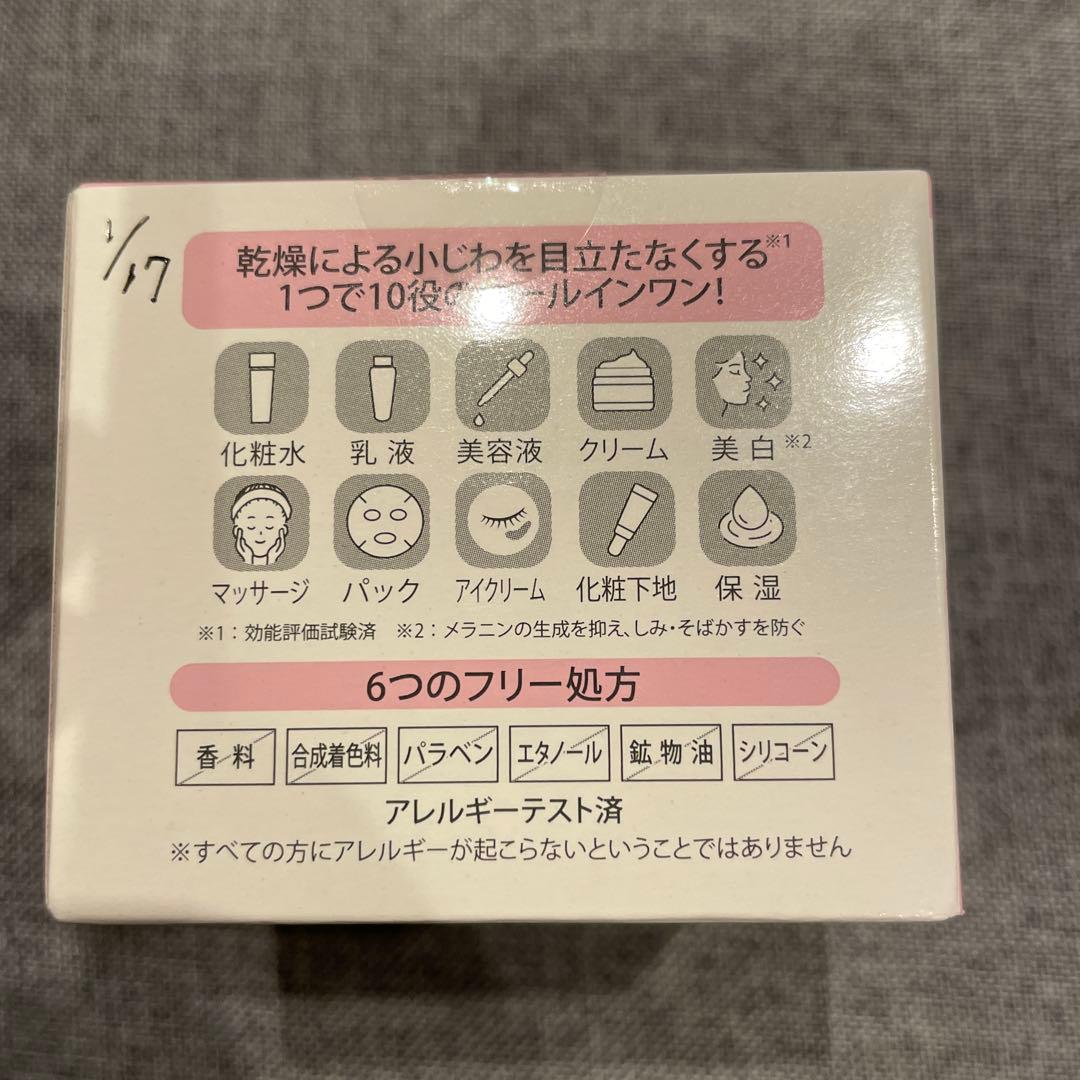 1/17
乾燥による小じわを目立たなくする※1
1つで10役のオールインワン!
化粧水 乳液 美容液 クリーム 美白※2
マッサージ パック アイクリーム 化粧下地 保湿
※1：効能評価試験済 ※2：メラニンの生成を抑え、しみ・そばかすを防ぐ
6つのフリー処方
香料 合成着色料 パラベン エタノール 鉱物油 シリコーン
アレルギーテスト済
※すべての方にアレルギーが起こらないということではありません